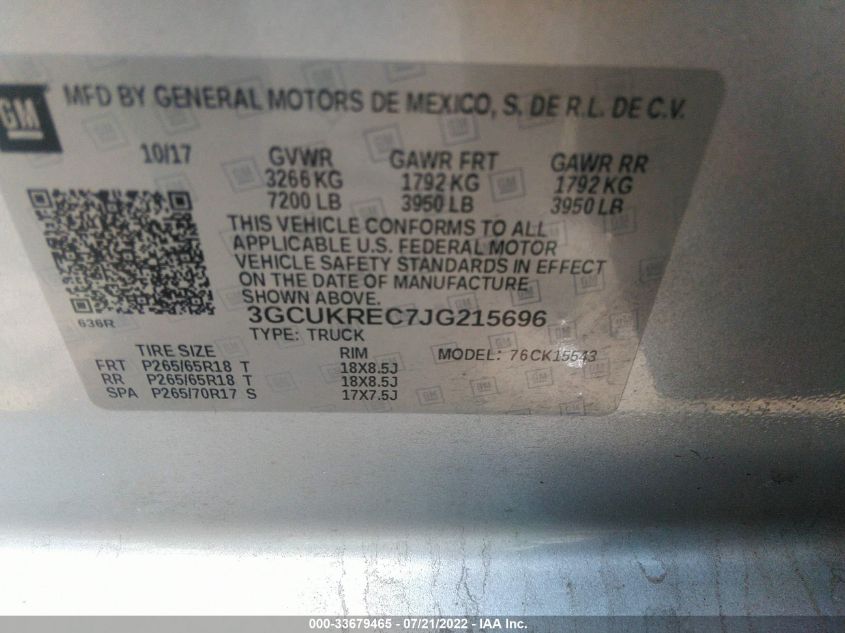 GM
MFD BY GENERAL MOTORS DE MEXICO, S. DE R.L. DE C.V.
10/17 GVWR GAWR FRT GAWR RR
3266 KG 1792 KG 1792 KG
7200 LB 3950 LB 3950 LB
THIS VEHICLE CONFORMS TO ALL
APPLICABLE U.S. FEDERAL MOTOR
VEHICLE SAFETY STANDARDS IN EFFECT
ON THE DATE OF MANUFACTURE
SHOWN ABOVE.
636R
3GCUKREC7JG215696
TYPE: TRUCK
TIRE SIZE RIM MODEL: 76CK15543
FRT P265/65R18 T 18X8.5J
RR P265/65R18 T 18X8.5J
SPA P265/70R17 S 17X7.5J
000-33679465 - 07/21/2022 - IAA Inc.